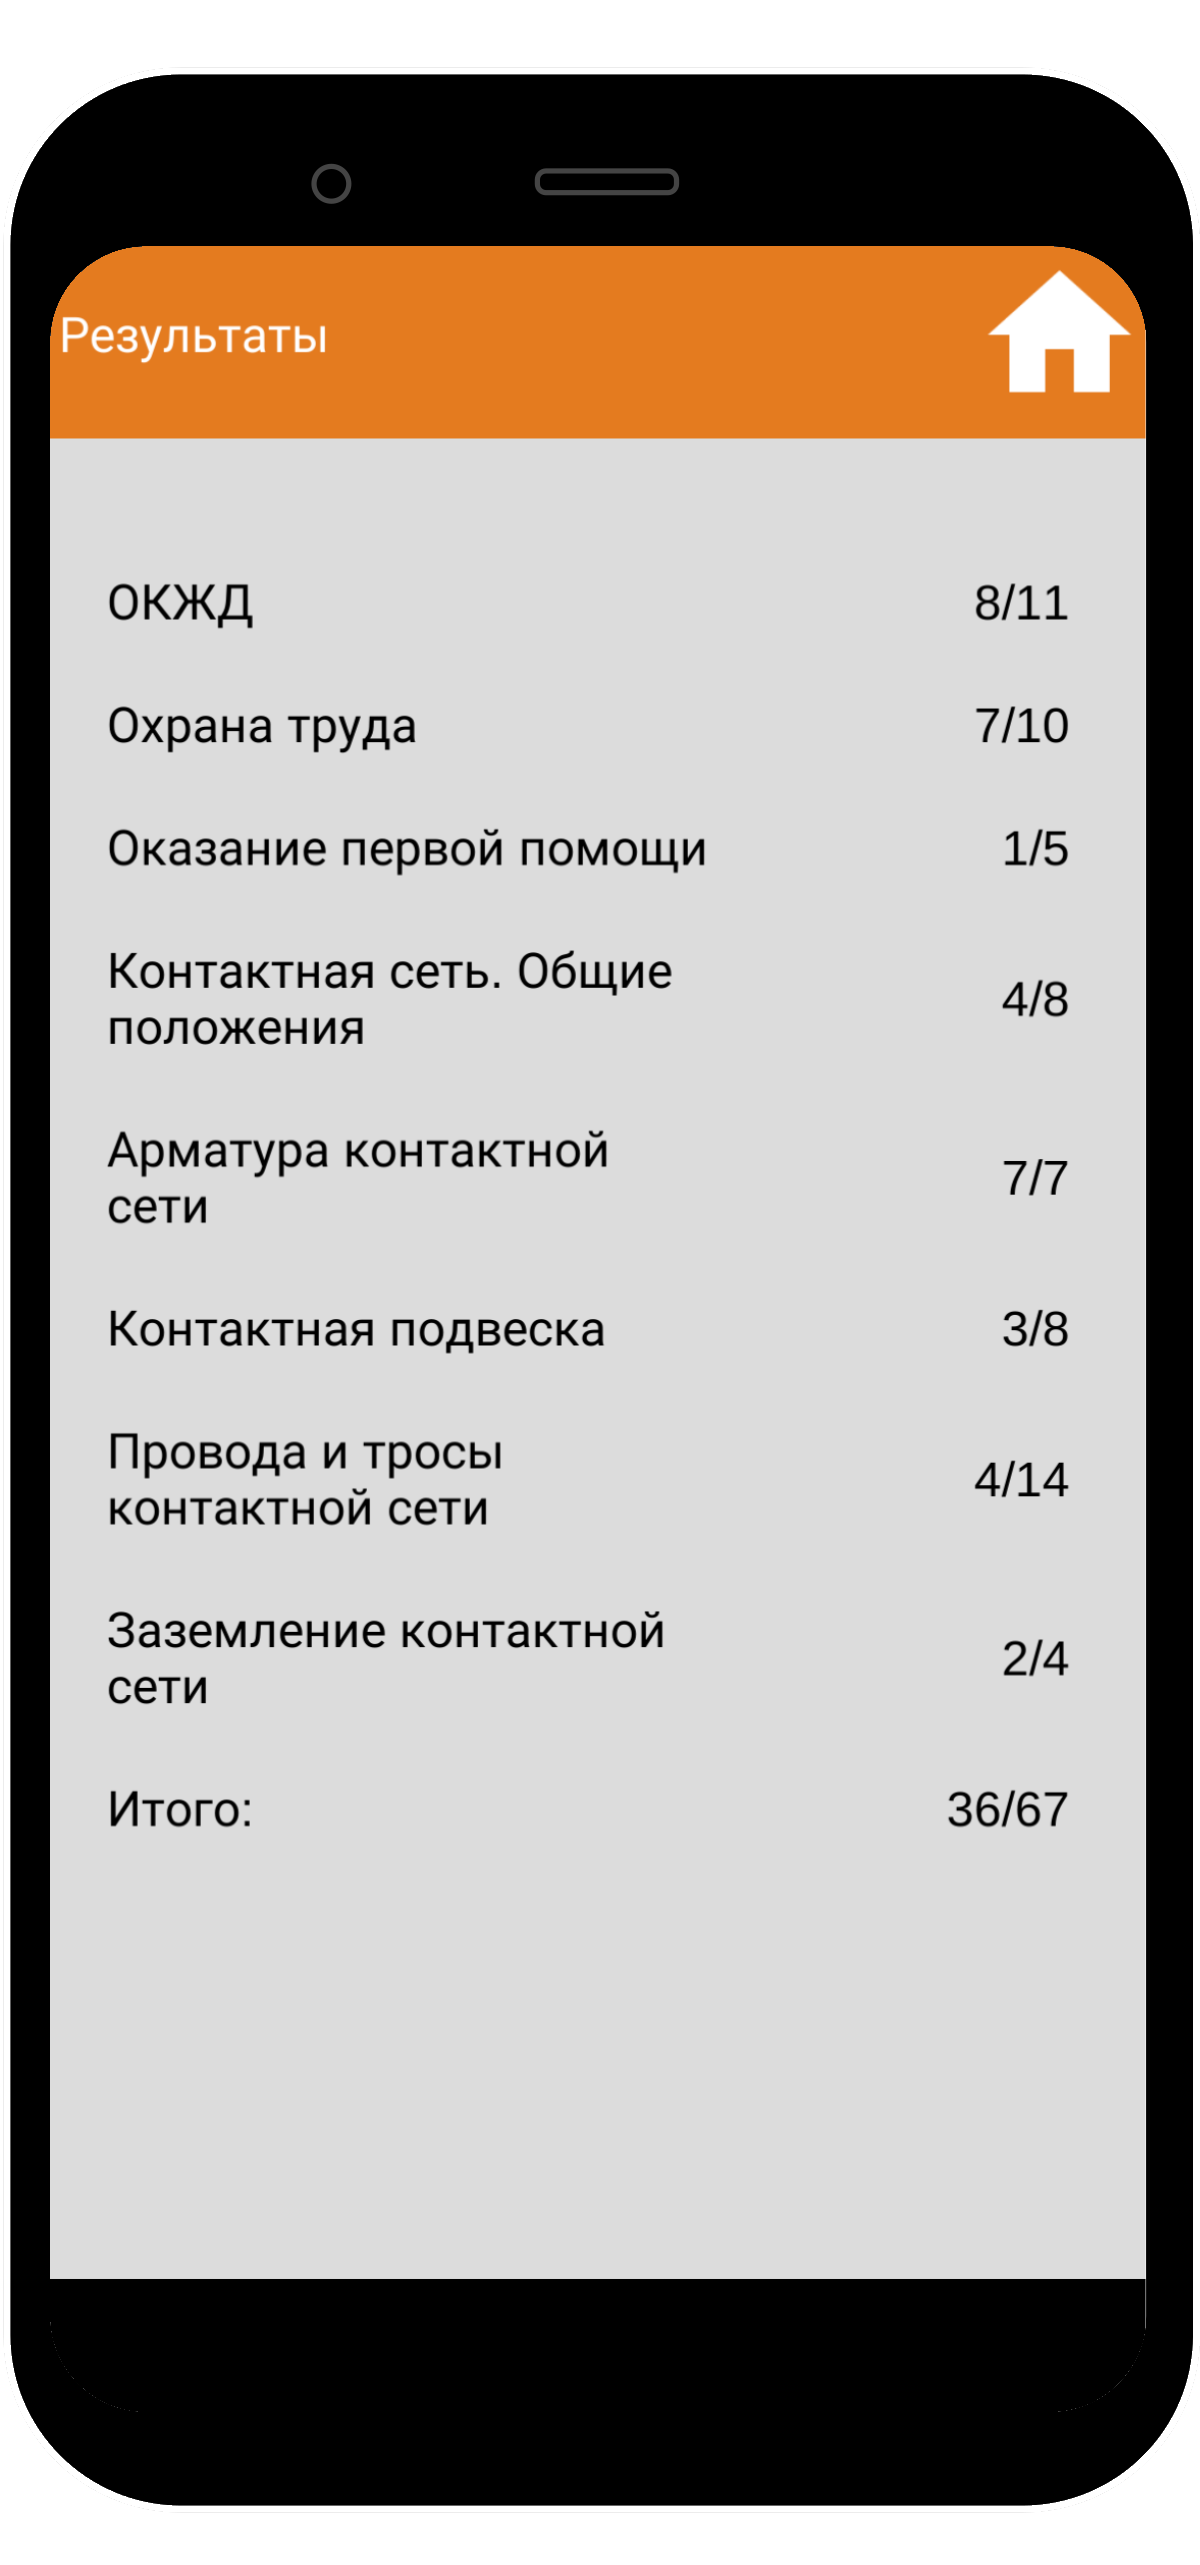 Результаты
ОКЖД 8/11
Охрана труда 7/10
Оказание первой помощи 1/5
Контактная сеть. Общие
положения 4/8
Арматура контактной
сети 7/7
Контактная подвеска 3/8
Провода и тросы
контактной сети 4/14
Заземление контактной
сети 2/4
Итого: 36/67